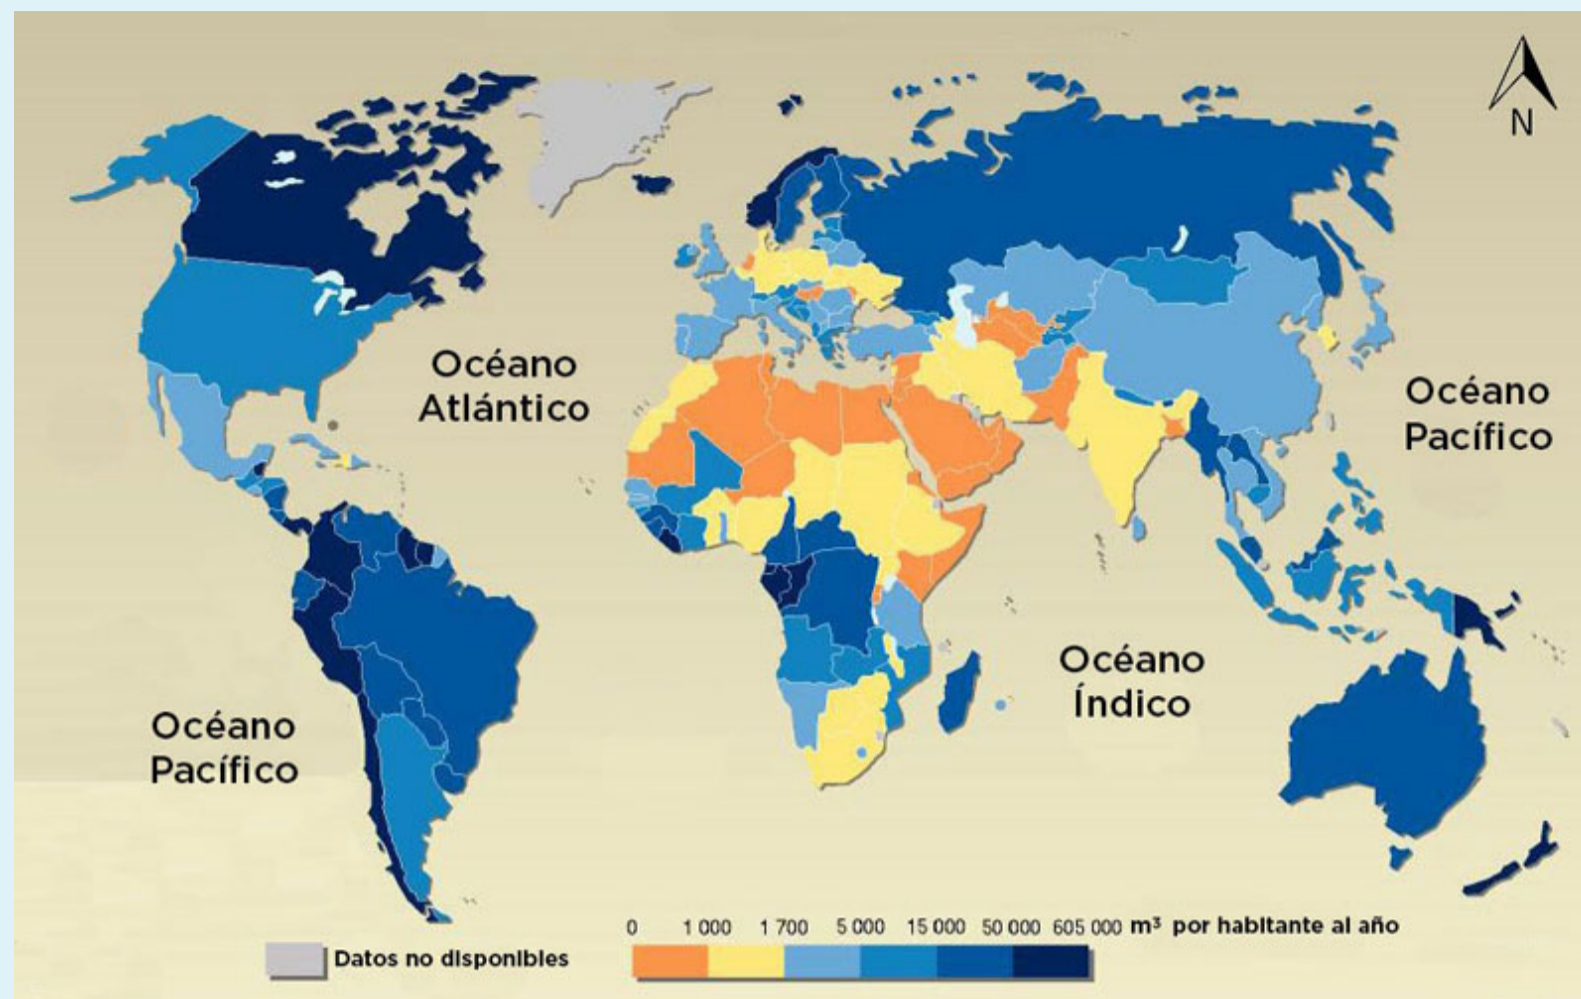 N
Océano
Atlántico
Océano
Pacífico
Océano
Índico
Océano
Pacífico
0 1 000 1 700 5 000 15 000 50 000 605 000 m³ por habitante al año
Datos no disponibles